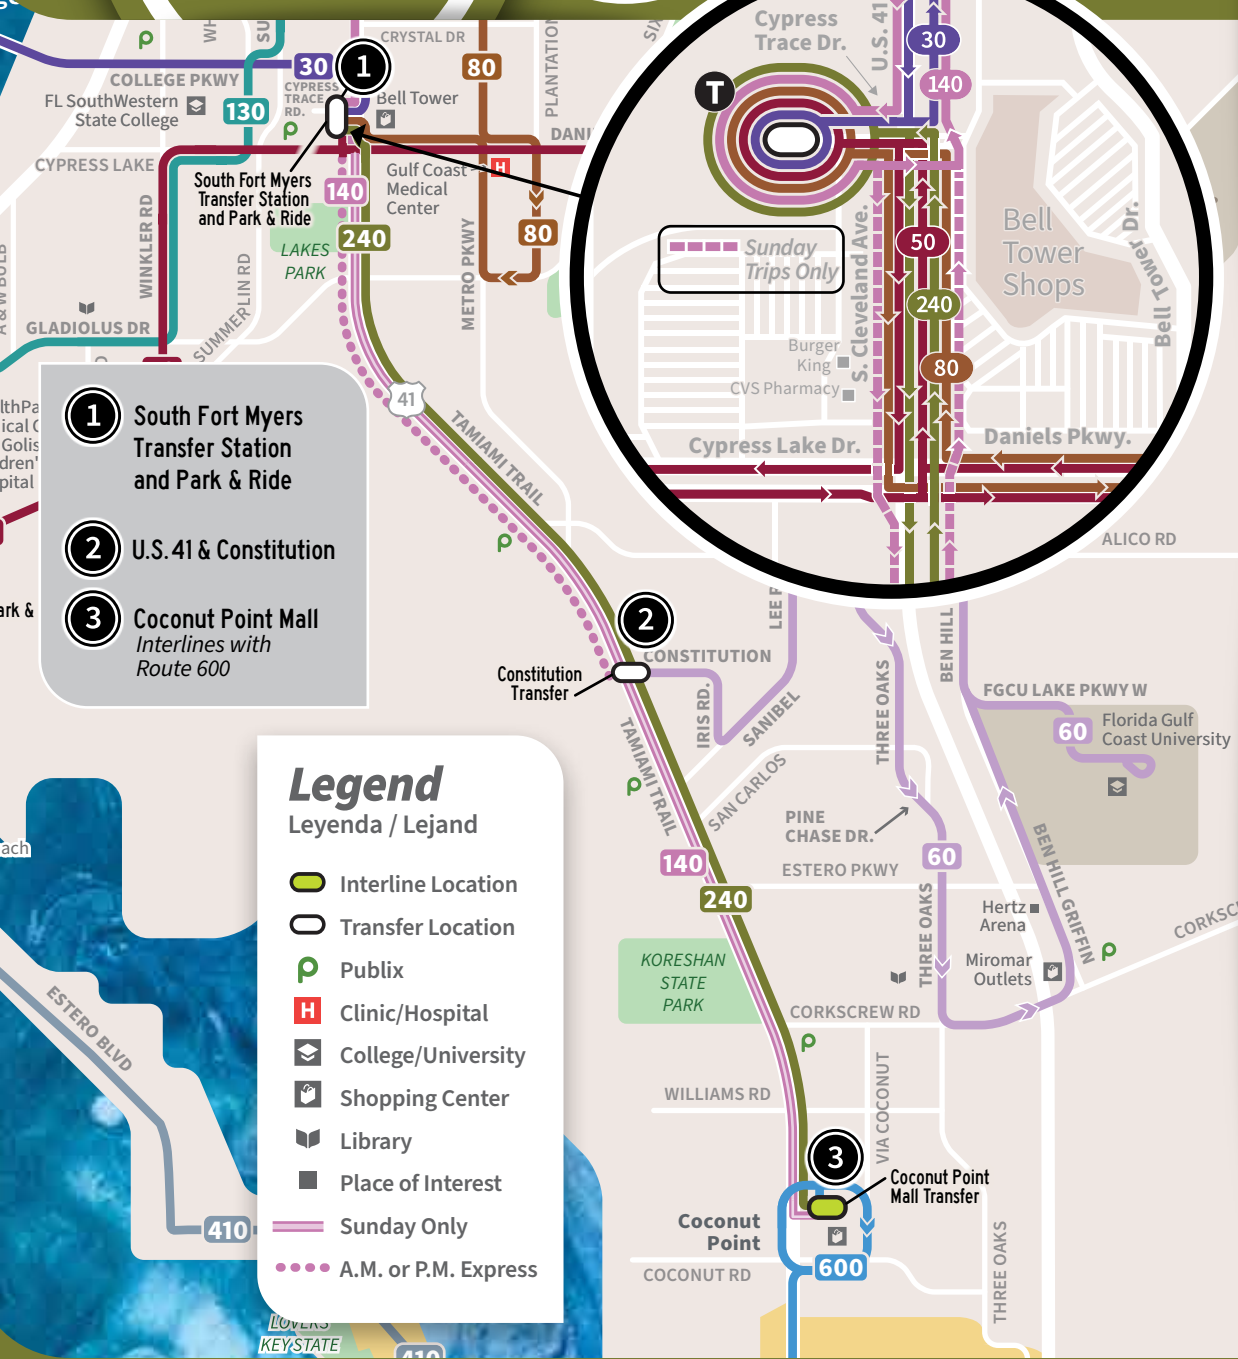 CRYSTAL DR
PLANTATION
30
1
80
COLLEGE PKWY
CYPRESS
TRACE
RD.
Bell Tower
FL SouthWestern
State College
130
CYPRESS LAKE
South Fort Myers
Transfer Station
and Park & Ride
140
Gulf Coast
Medical
Center
H
240
80
LAKES
PARK
WINKLER RD
SUMMERLIN RD
METRO PKWY
GLADIOLUS DR
41
TAMIAMI TRAIL
Cypress
Trace Dr.
U.S. 41
30
140
T
Sunday
Trips Only
S. Cleveland Ave.
50
240
80
Bell
Tower
Shops
Bell Tower Dr.
Burger
King
CVS Pharmacy
Cypress Lake Dr.
Daniels Pkwy.
ALICO RD
1
South Fort Myers
Transfer Station
and Park & Ride
2
U.S. 41 & Constitution
3
Coconut Point Mall
Interlines with
Route 600
2
CONSTITUTION
Constitution
Transfer
IRIS RD.
SANIBEL
THREE OAKS
BEN HILL
FGCU LAKE PKWY W
60
Florida Gulf
Coast University
TAMIAMI TRAIL
SAN CARLOS
PINE
CHASE DR.
60
ESTERO PKWY
140
240
BEN HILL GRIFFIN
THREE OAKS
Hertz
Arena
Miromar
Outlets
KORESHAN
STATE
PARK
CORKSCREW RD
WILLIAMS RD
VIA COCONUT
3
Coconut Point
Mall Transfer
Coconut
Point
600
COCONUT RD
THREE OAKS
Legend
Leyenda / Lejand
Interline Location
Transfer Location
Publix
H Clinic/Hospital
College/University
Shopping Center
Library
Place of Interest
Sunday Only
A.M. or P.M. Express
ESTERO BLVD
410
LOVERS
KEY STATE
410